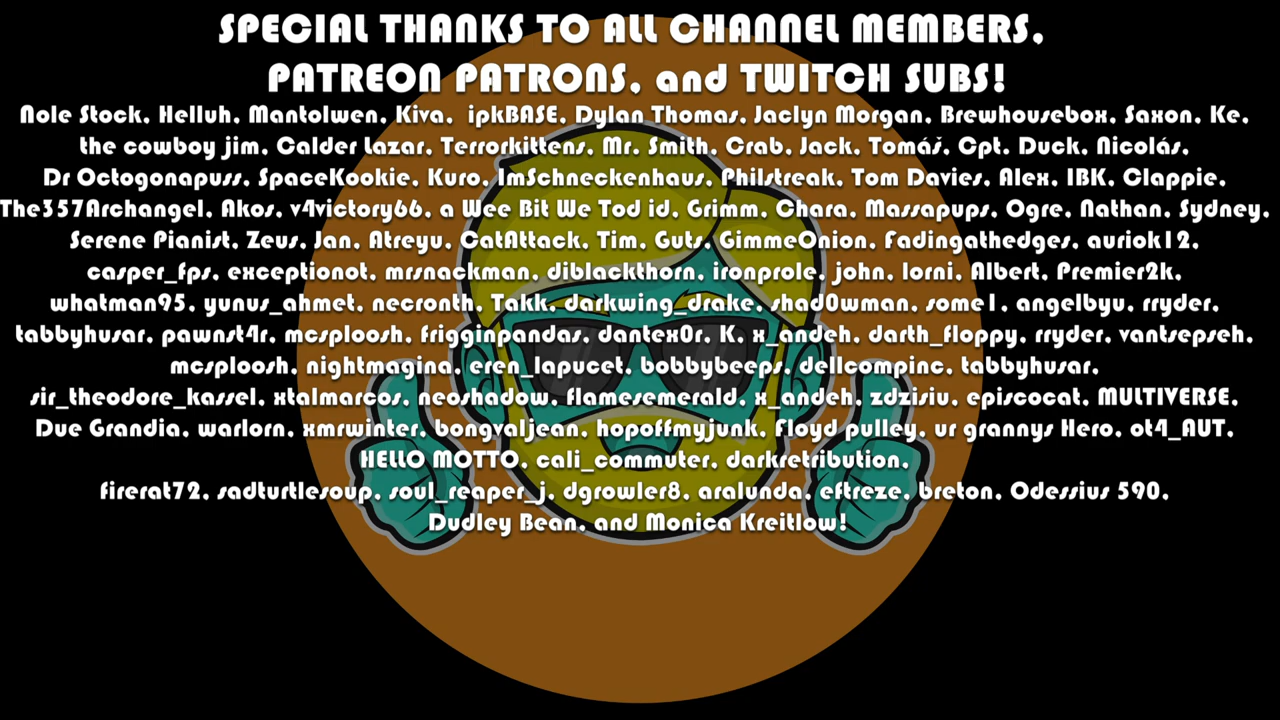 SPECIAL THANKS TO ALL CHANNEL MEMBERS,
PATREON PATRONS, and TWITCH SUBS!
Nole Stock, Helluh, Mantolwen, Kiva, ipkBASE, Dylan Thomas, Jaclyn Morgan, Brewhousebox, Saxon, Ke,
the cowboy jim, Calder Lazar, Terrorkittens, Mr. Smith, Crab, Jack, Tomáš, Cpt. Duck, Nicolás,
Dr Octogonapuss, SpaceKookie, Kuro, ImSchneckenhaus, Philstreak, Tom Davies, Alex, IBK, Clappie,
The357Archangel, Akos, v4victory66, a Wee Bit We Tod id, Grimm, Chara, Massapups, Ogre, Nathan, Sydney,
Serene Pianist, Zeus, Jan, Atreyu, CatAttack, Tim, Guts, GimmeOnion, Fadingathedges, auriok12,
casper_fps, exceptionot, mrsnackman, diblackthorn, ironprole, john, lorni, Albert, Premier2k,
whatman95, yunus_ahmet, necronth, Takk, darkwing_drake, shad0wman, some1, angelbyu, rryder,
tabbyhusar, pawnst4r, mcsploosh, frigginpandas, dantex0r, K, x_andeh, darth_floppy, rryder, vantsepseh,
mcsploosh, nightmagina, eren_lapucet, bobbybeeps, dellcompinc, tabbyhusar,
sir_theodore_kassel, xtalmarcos, neoshadow, flamesemerald, x_andeh, zdzisiu, episcocat, MULTIVERSE,
Due Grandia, warlorn, xmrwinter, bongvaljean, hopoffmyjunk, Floyd pulley, ur grannys Hero, ot4_AUT,
HELLO MOTTO, cali_commuter, darkretribution,
firerat72, sadturtlesoup, soul_reaper_j, dgrowler8, aralunda, eftreze, breton, Odessius 590,
Dudley Bean, and Monica Kreitlow!